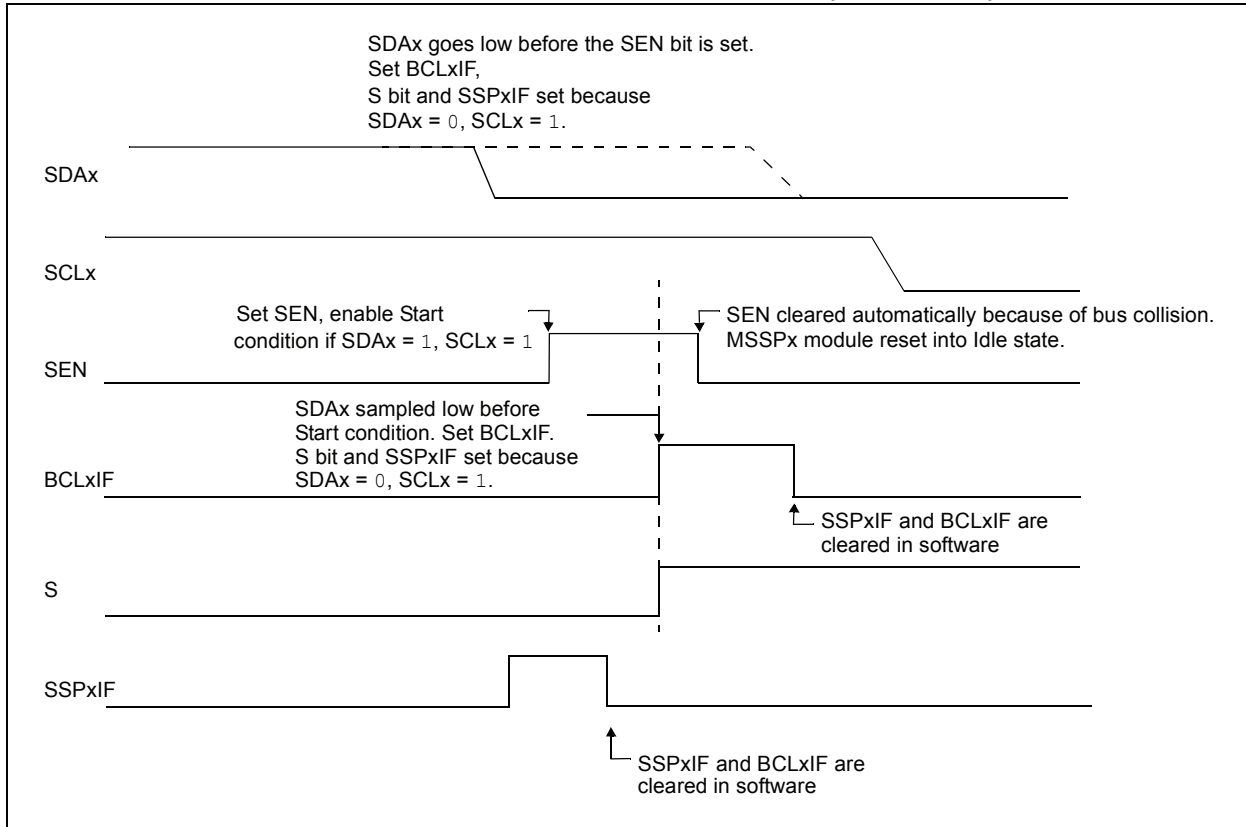 SDAx goes low before the SEN bit is set.
Set BCLxIF,
S bit and SSPxIF set because
SDAx = 0, SCLx = 1.
SDAx
SCLx
Set SEN, enable Start
condition if SDAx = 1, SCLx = 1
SEN cleared automatically because of bus collision.
MSSPx module reset into Idle state.
SEN
SDAx sampled low before
Start condition. Set BCLxIF.
S bit and SSPxIF set because
SDAx = 0, SCLx = 1.
BCLxIF
SSPxIF and BCLxIF are
cleared in software
S
SSPxIF
SSPxIF and BCLxIF are
cleared in software